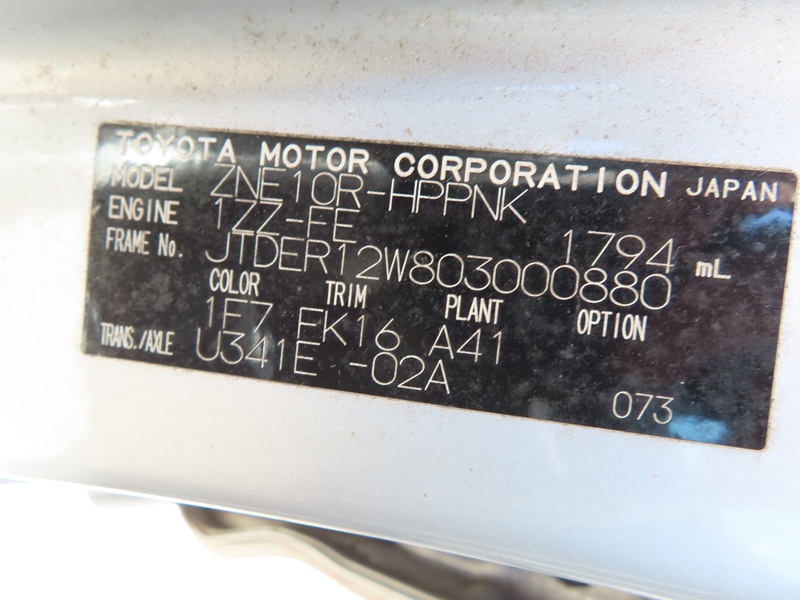 TOYOTA MOTOR CORPORATION JAPAN
MODEL ZNE10R-HPPNK
ENGINE 1ZZ-FE 1794 mL
FRAME No. JTDER12W803000880
COLOR TRIM PLANT OPTION
1F7 FK16 A41
TRANS./AXLE U341E -02A
073